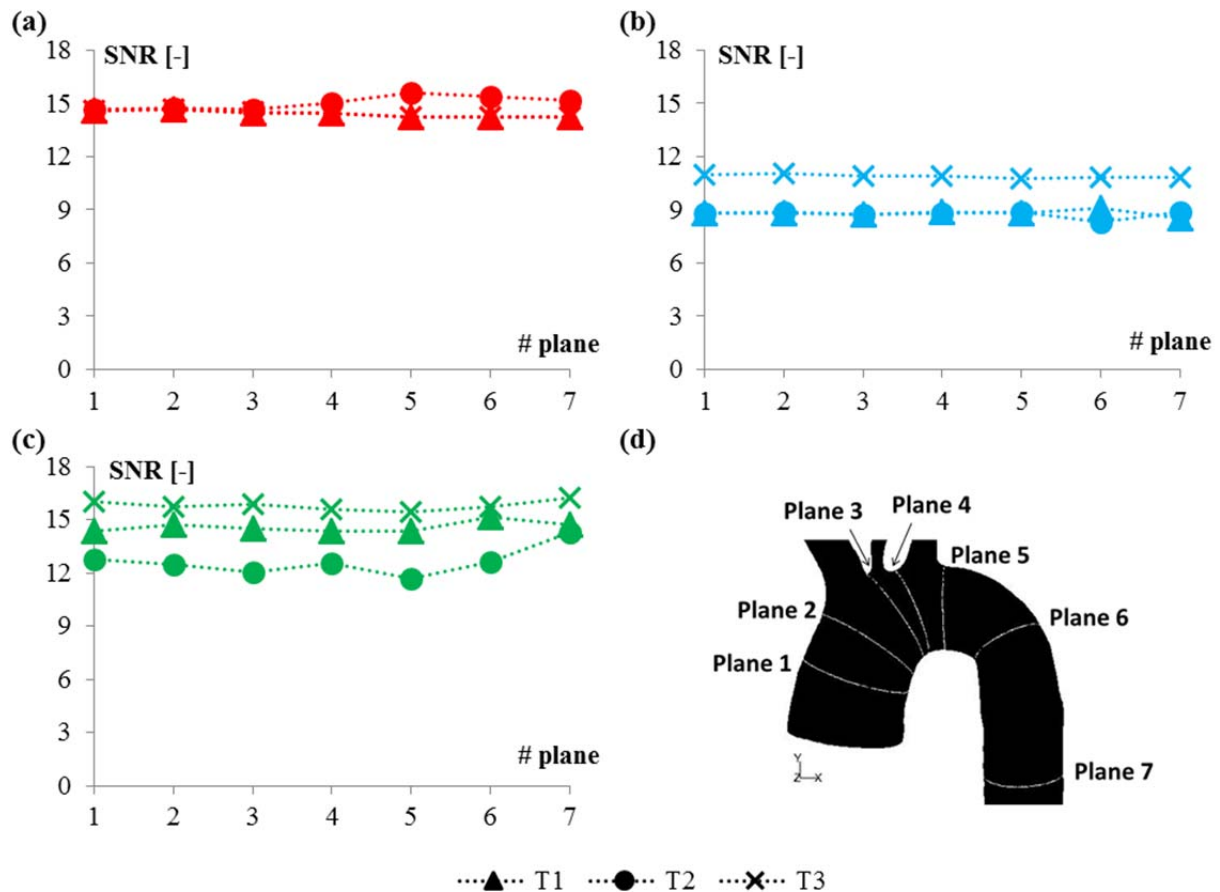 (a)
SNR [-]
18
15
12
9
6
3
0
# plane
1 2 3 4 5 6 7
(b)
SNR [-]
18
15
12
9
6
3
0
# plane
1 2 3 4 5 6 7
(c)
SNR [-]
18
15
12
9
6
3
0
# plane
1 2 3 4 5 6 7
(d)
Plane 3
Plane 4
Plane 5
Plane 2
Plane 6
Plane 1
Plane 7
Y
Z X
T1 T2 T3